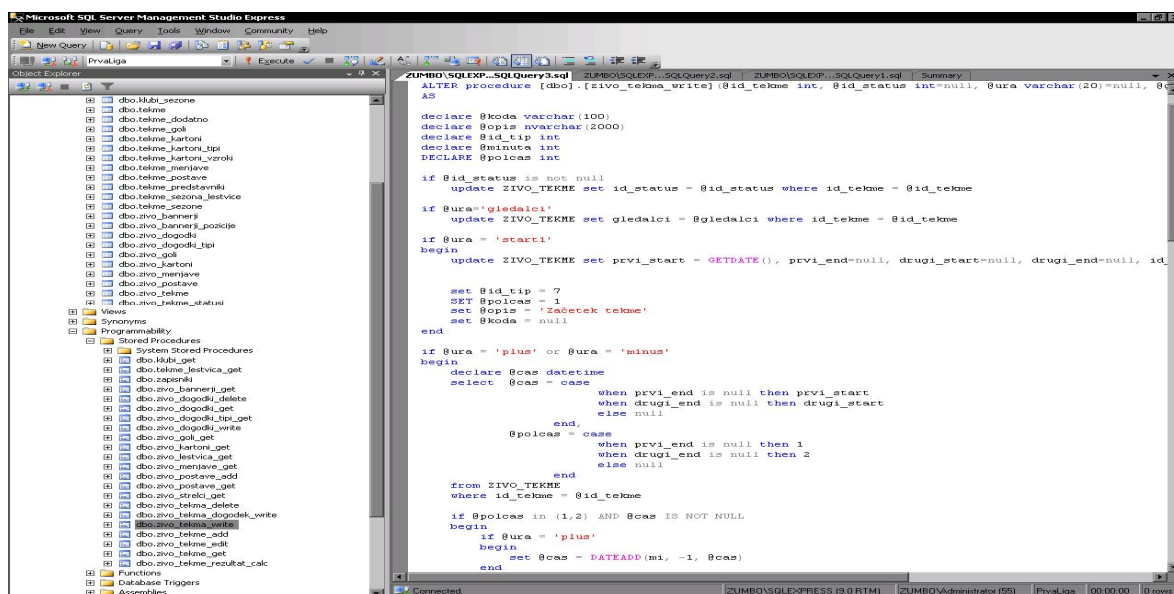 Microsoft SQL Server Management Studio Express
File Edit View Query Tools Window Community Help
New Query
PrvaLiga Execute
Object Explorer
dbo.klubi_sezone
dbo.tekme
dbo.tekme_dodatno
dbo.tekme_goli
dbo.tekme_kartoni
dbo.tekme_kartoni_tipi
dbo.tekme_kartoni_vzroki
dbo.tekme_menjave
dbo.tekme_postave
dbo.tekme_predstavniki
dbo.tekme_sezona_lestvice
dbo.tekme_sezone
dbo.zivo_bannerji
dbo.zivo_bannerji_pozicije
dbo.zivo_dogodki
dbo.zivo_dogodki_tipi
dbo.zivo_goli
dbo.zivo_kartoni
dbo.zivo_menjave
dbo.zivo_postave
dbo.zivo_tekme
dbo.zivo_tekme_statusi
Views
Synonyms
Programmability
Stored Procedures
System Stored Procedures
dbo.klubi_get
dbo.tekme_lestvica_get
dbo.zapisniki
dbo.zivo_bannerji_get
dbo.zivo_dogodki_delete
dbo.zivo_dogodki_get
dbo.zivo_dogodki_tipi_get
dbo.zivo_dogodki_write
dbo.zivo_goli_get
dbo.zivo_kartoni_get
dbo.zivo_lestvica_get
dbo.zivo_menjave_get
dbo.zivo_postave_add
dbo.zivo_postave_get
dbo.zivo_strelci_get
dbo.zivo_tekma_delete
dbo.zivo_tekma_dogodek_write
dbo.zivo_tekma_write
dbo.zivo_tekme_add
dbo.zivo_tekme_edit
dbo.zivo_tekme_get
dbo.zivo_tekme_rezultat_calc
Functions
Database Triggers
Assemblies
ZUMBO\SQLEXP...SQLQuery3.sql ZUMBO\SQLEXP...SQLQuery2.sql ZUMBO\SQLEXP...SQLQuery1.sql Summary
ALTER procedure [dbo].[zivo_tekma_write](@id_tekme int, @id_status int=null, @ura varchar(20)=null,
AS
declare @koda varchar(100)
declare @opis nvarchar(2000)
declare @id_tip int
declare @minuta int
DECLARE @polcas int
if @id_status is not null
update ZIVO_TEKME set id_status = @id_status where id_tekme = @id_tekme
if @ura='gledalci'
update ZIVO_TEKME set gledalci = @gledalci where id_tekme = @id_tekme
if @ura = 'start1'
begin
update ZIVO_TEKME set prvi_start = GETDATE(), prvi_end=null, drugi_start=null, drugi_end=null, id_
set @id_tip = 7
SET @polcas = 1
set @opis = 'Začetek tekme'
set @koda = null
end
if @ura = 'plus' or @ura = 'minus'
begin
declare @cas datetime
select @cas = case
when prvi_end is null then prvi_start
when drugi_end is null then drugi_start
else null
end,
@polcas = case
when prvi_end is null then 1
when drugi_end is null then 2
else null
end
from ZIVO_TEKME
where id_tekme = @id_tekme
if @polcas in (1,2) AND @cas IS NOT NULL
begin
if @ura = 'plus'
begin
set @cas = DATEADD(mi, -1, @cas)
end
Connected. ZUMBO\SQLEXPRESS (9.0 RTM) ZUMBO\Administrator (55) PrvaLiga 00:00:00 0 rows